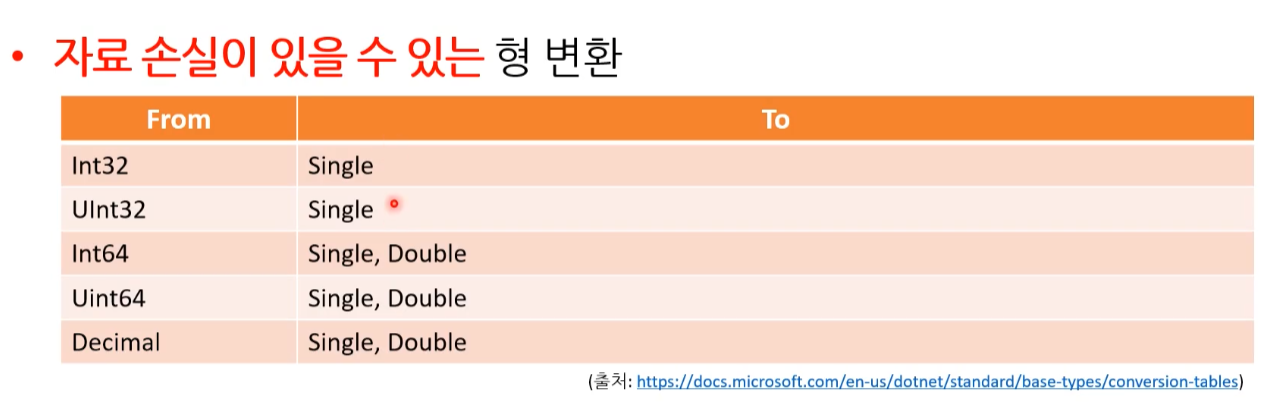 • 자료 손실이 있을 수 있는 형 변환
From To
Int32 Single
UInt32 Single
Int64 Single, Double
Uint64 Single, Double
Decimal Single, Double
(출처: https://docs.microsoft.com/en-us/dotnet/standard/base-types/conversion-tables)